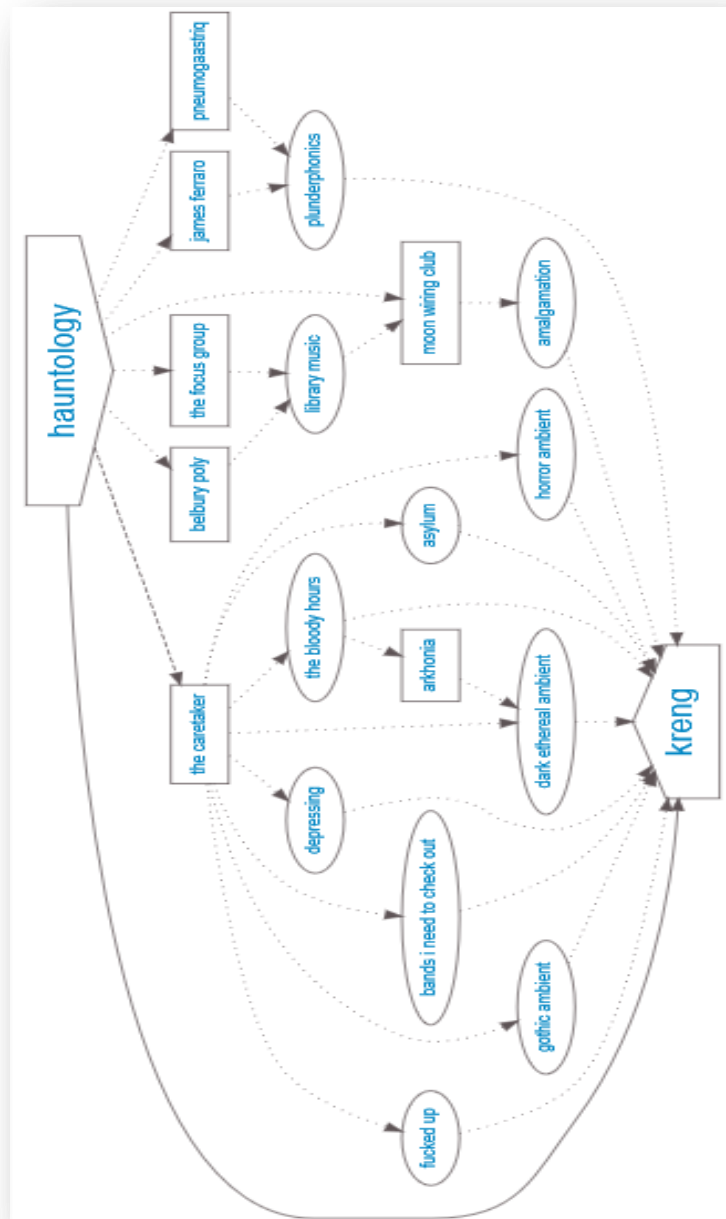 hauntology
pneumogaastriq
james ferraro
the focus group
belbury poly
the caretaker
plunderphonics
library music
the bloody hours
depressing
moon wiring club
asylum
arkhonia
bands i need to check out
fucked up
amalgamation
horror ambient
dark ethereal ambient
gothic ambient
kreng